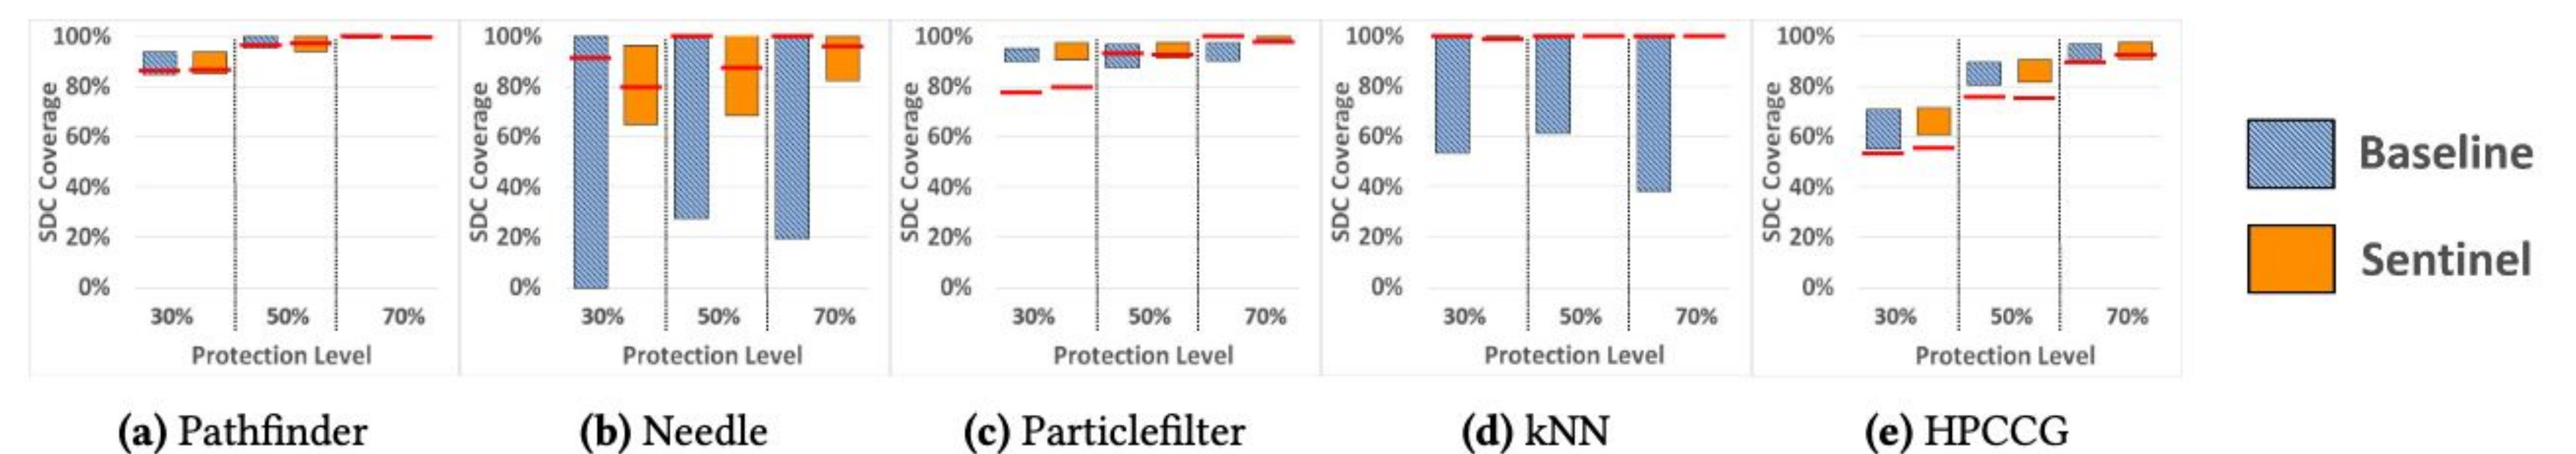 100%
80%
60%
40%
20%
0%
SDC Coverage
30% 50% 70%
Protection Level
(a) Pathfinder
100%
80%
60%
40%
20%
0%
SDC Coverage
30% 50% 70%
Protection Level
(b) Needle
100%
80%
60%
40%
20%
0%
SDC Coverage
30% 50% 70%
Protection Level
(c) Particlefilter
100%
80%
60%
40%
20%
0%
SDC Coverage
30% 50% 70%
Protection Level
(d) kNN
100%
80%
60%
40%
20%
0%
SDC Coverage
30% 50% 70%
Protection Level
(e) HPCCG
Baseline
Sentinel